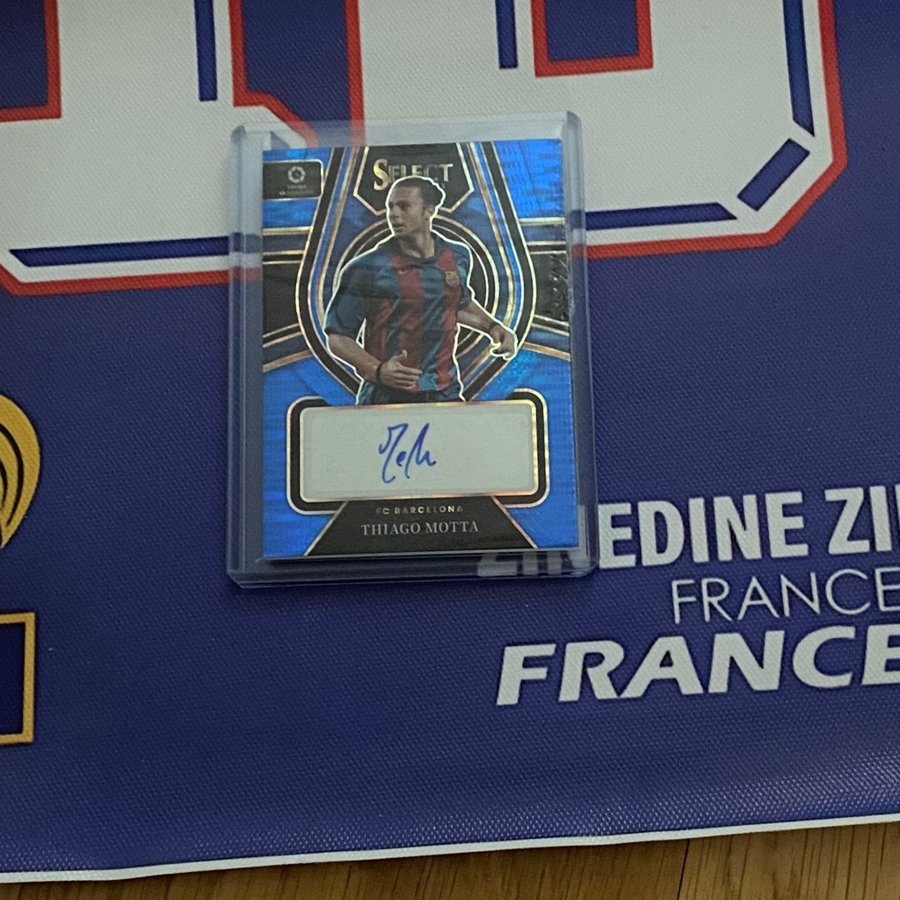 SELECT
FC BARCELONA
THIAGO MOTTA
EDINE ZI
FRANCE
FRANCE